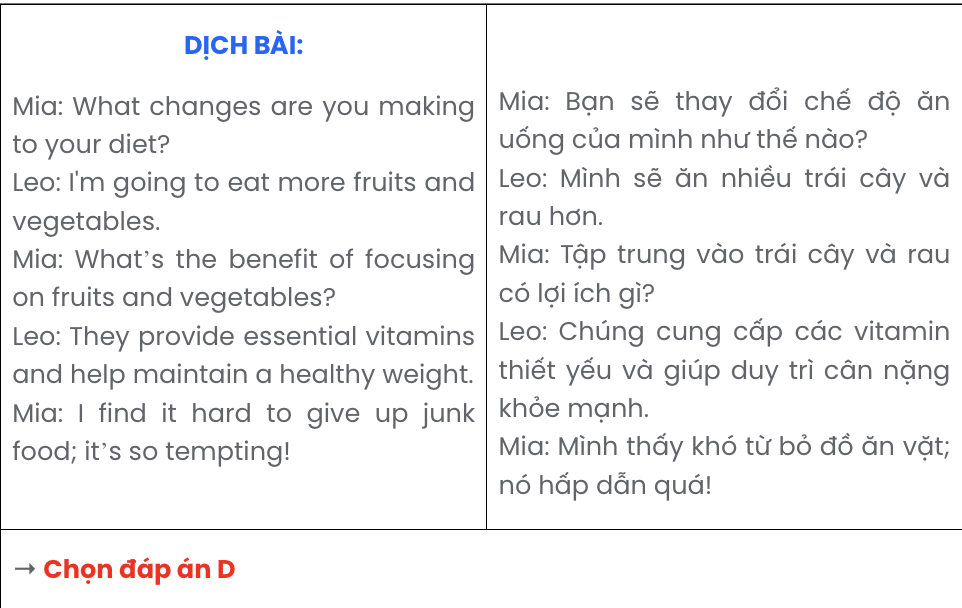 DỊCH BÀI:
Mia: What changes are you making
to your diet?
Leo: I'm going to eat more fruits and
vegetables.
Mia: What’s the benefit of focusing
on fruits and vegetables?
Leo: They provide essential vitamins
and help maintain a healthy weight.
Mia: I find it hard to give up junk
food; it’s so tempting!
Mia: Bạn sẽ thay đổi chế độ ăn
uống của mình như thế nào?
Leo: Mình sẽ ăn nhiều trái cây và
rau hơn.
Mia: Tập trung vào trái cây và rau
có lợi ích gì?
Leo: Chúng cung cấp các vitamin
thiết yếu và giúp duy trì cân nặng
khỏe mạnh.
Mia: Mình thấy khó từ bỏ đồ ăn vặt;
nó hấp dẫn quá!
→ Chọn đáp án D